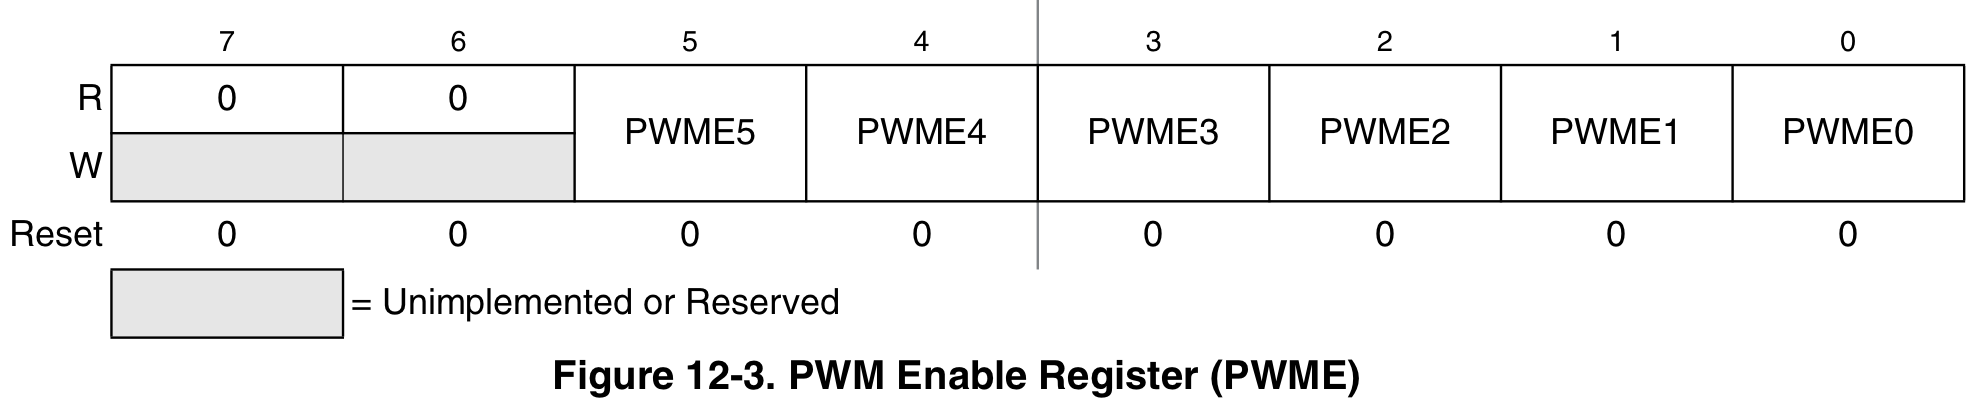 7 6 5 4 3 2 1 0
R 0 0
PWME5 PWME4 PWME3 PWME2 PWME1 PWME0
W
Reset 0 0 0 0 0 0 0 0
= Unimplemented or Reserved
Figure 12-3. PWM Enable Register (PWME)